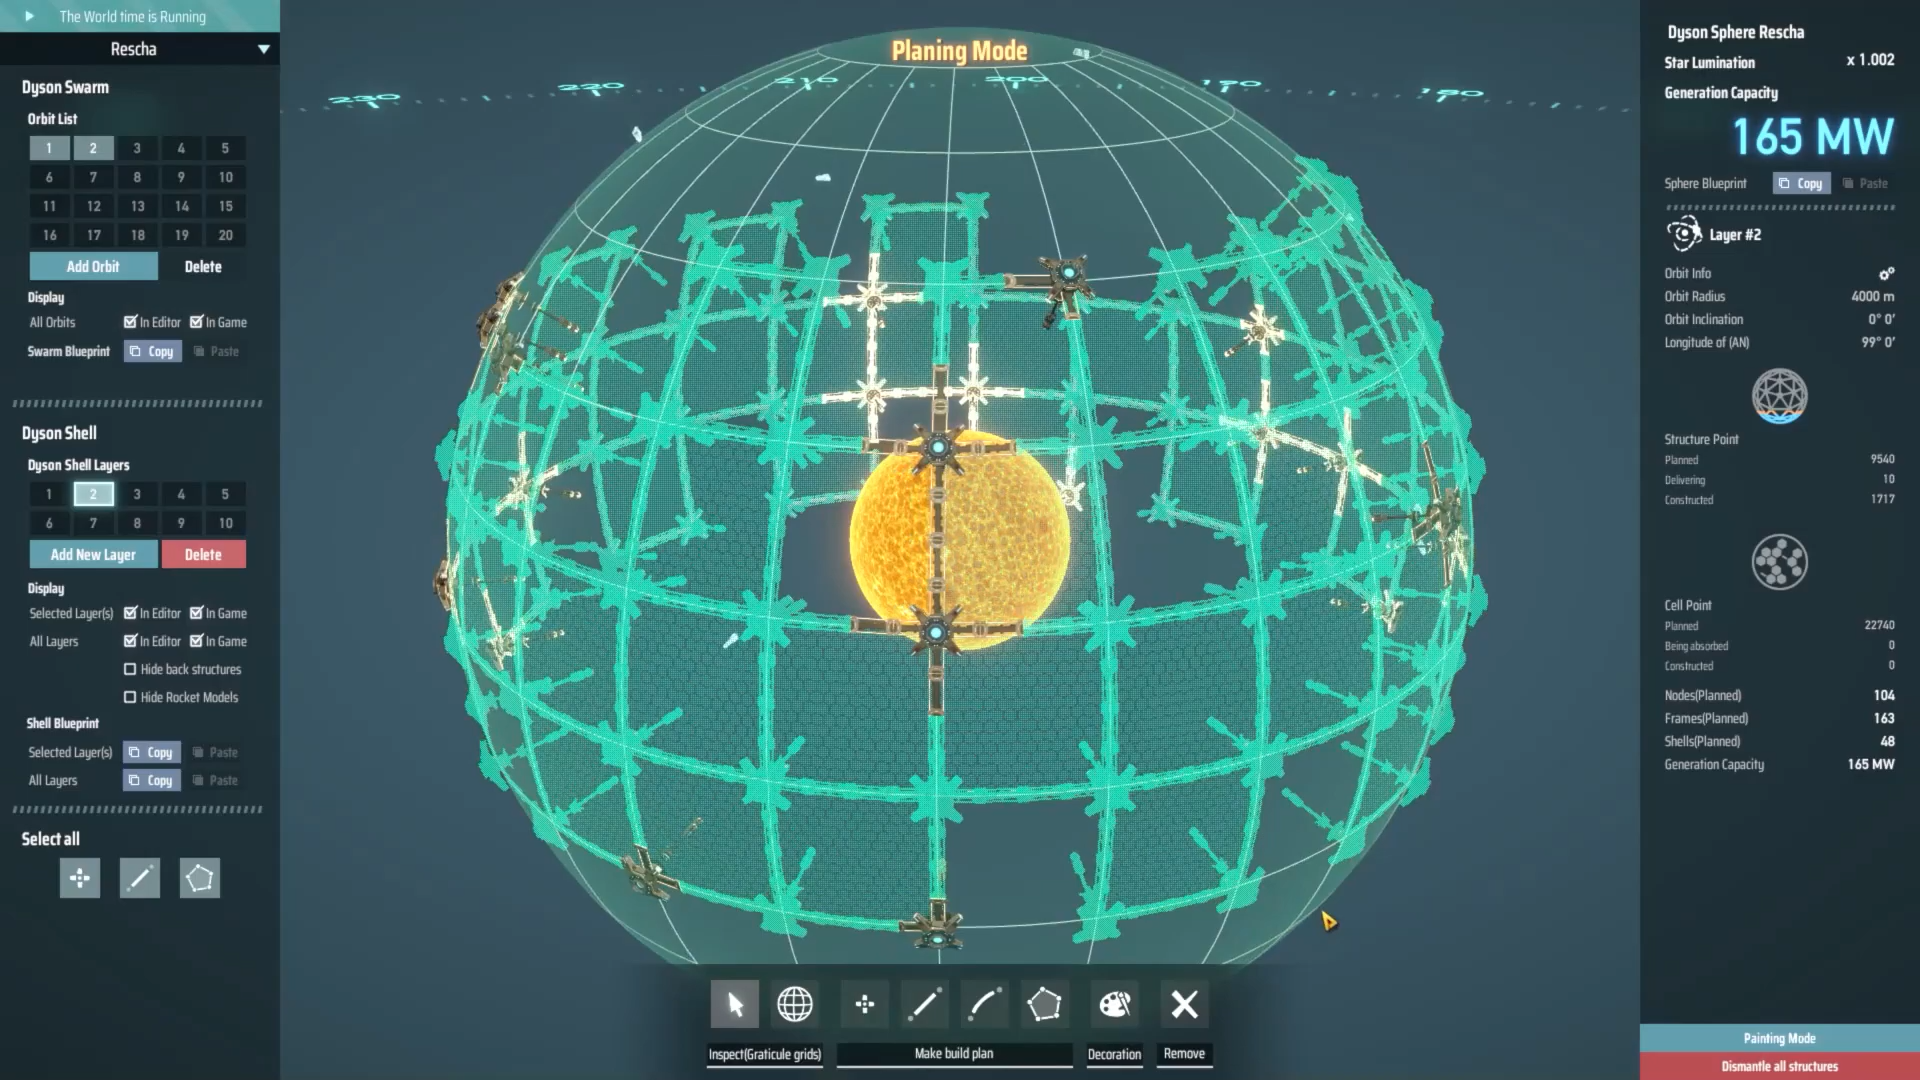 The World time is Running
Rescha
Dyson Swarm
Orbit List
1 2 3 4 5
6 7 8 9 10
11 12 13 14 15
16 17 18 19 20
Add Orbit Delete
Display
All Orbits In Editor In Game
Swarm Blueprint Copy Paste
Dyson Shell
Dyson Shell Layers
1 2 3 4 5
6 7 8 9 10
Add New Layer Delete
Display
Selected Layer(s) In Editor In Game
All Layers In Editor In Game
Hide back structures
Hide Rocket Models
Shell Blueprint
Selected Layer(s) Copy Paste
All Layers Copy Paste
Select all
Planing Mode
230 220 210 200 190 180
Inspect(Graticule grids) Make build plan Decoration Remove
Dyson Sphere Rescha
Star Lumination x 1.002
Generation Capacity
165 MW
Sphere Blueprint Copy Paste
Layer #2
Orbit Info
Orbit Radius 4000 m
Orbit Inclination 0° 0'
Longitude of (AN) 99° 0'
Structure Point
Planned 9540
Delivering 10
Constructed 1717
Cell Point
Planned 22740
Being absorbed 0
Constructed 0
Nodes(Planned) 104
Frames(Planned) 163
Shells(Planned) 48
Generation Capacity 165 MW
Painting Mode
Dismantle all structures